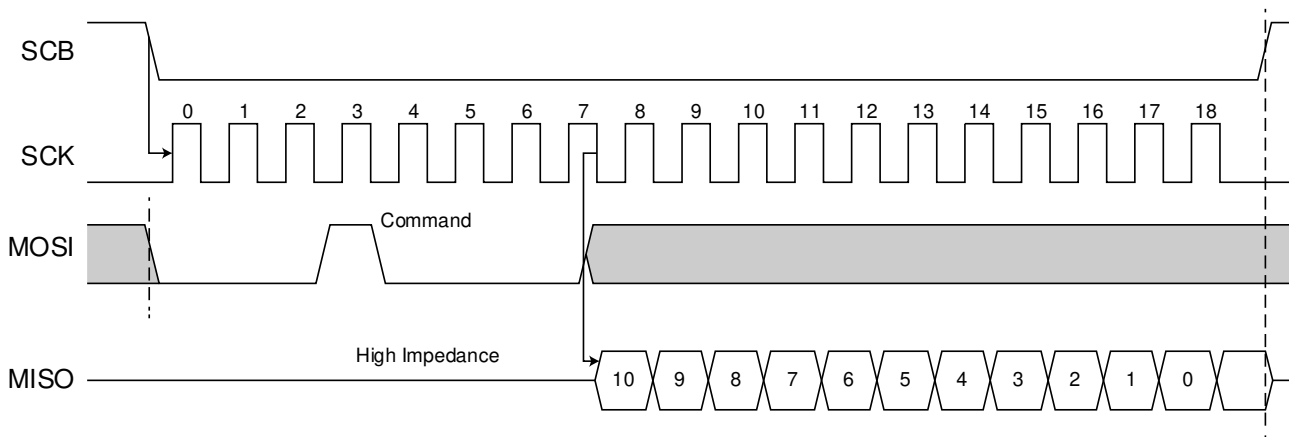 SCB
0 1 2 3 4 5 6 7 8 9 10 11 12 13 14 15 16 17 18
SCK
Command
MOSI
High Impedance
MISO
10 9 8 7 6 5 4 3 2 1 0